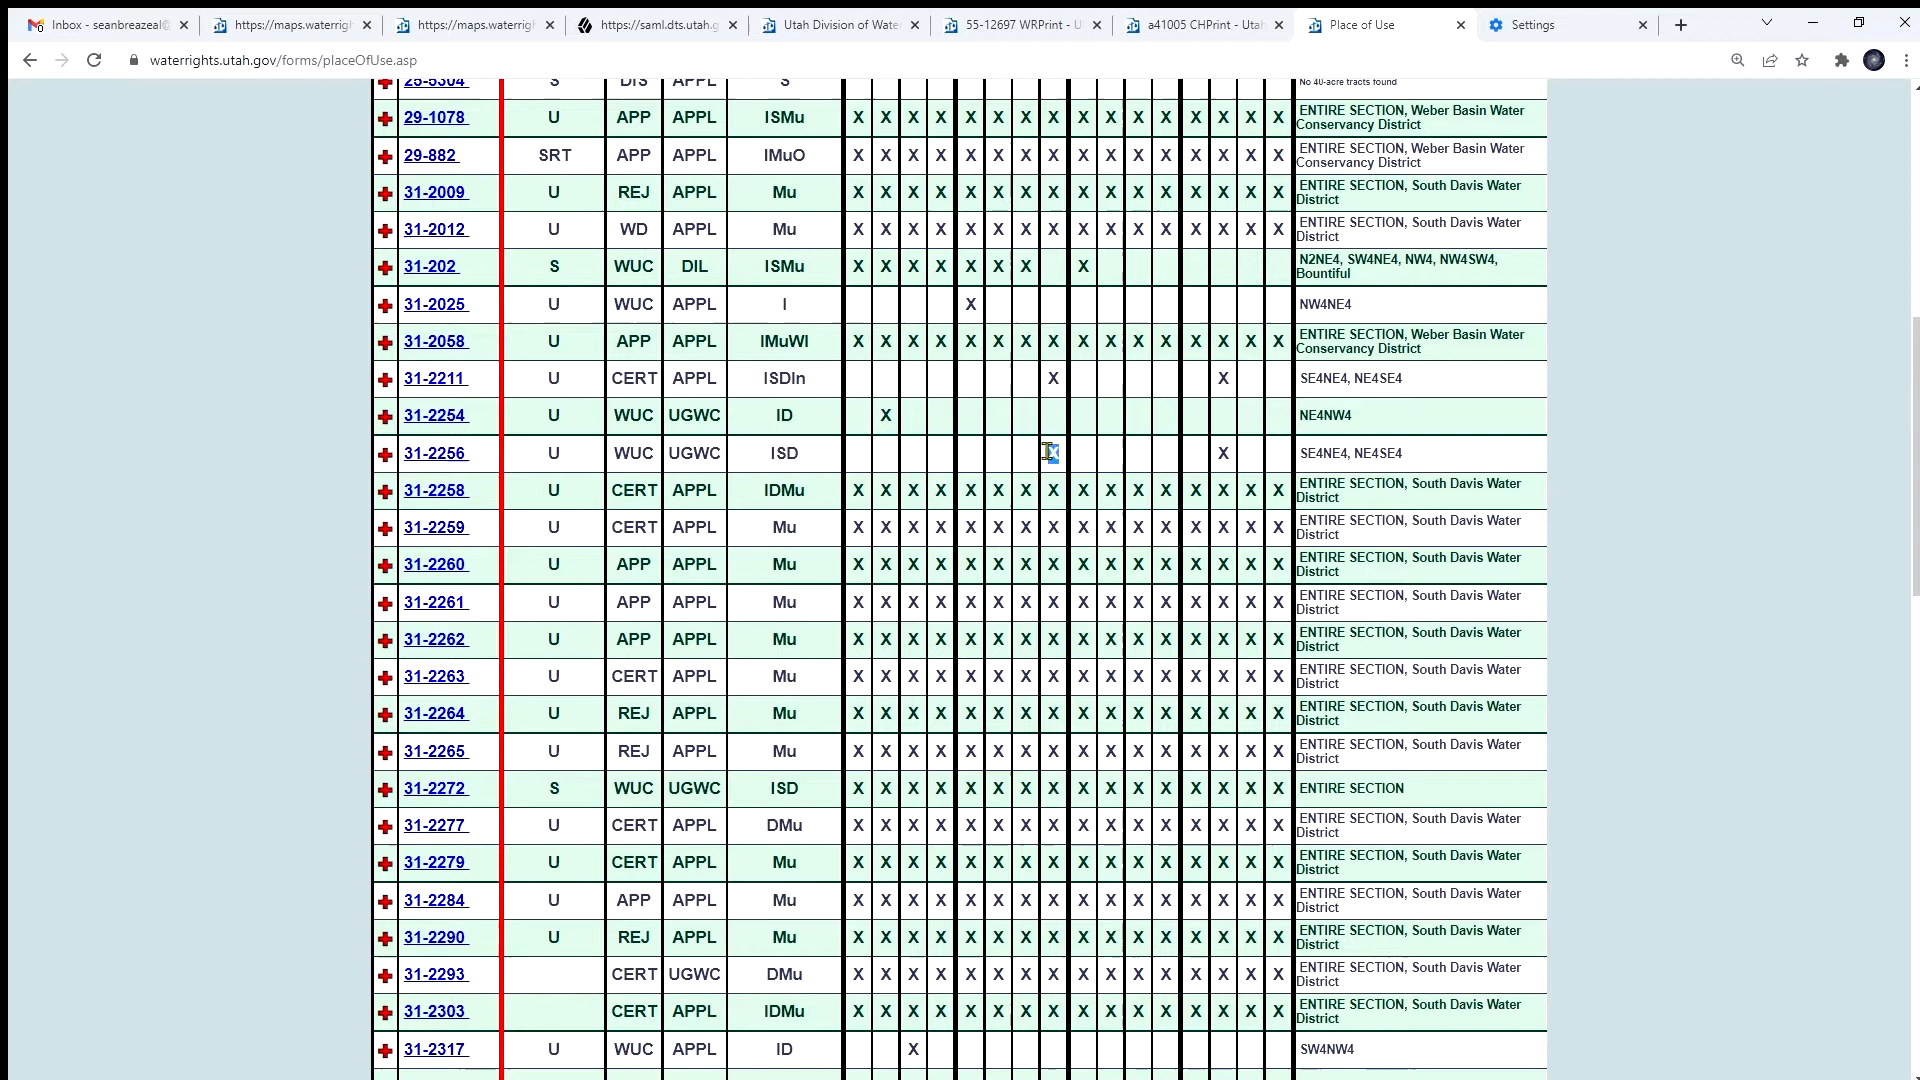 Inbox - seanbreazeal@ https://maps.waterrigh https://maps.waterrigh https://saml.dts.utah.g Utah Division of Wate 55-12697 WRPrint - U a41005 CHPrint - Utah Place of Use Settings
waterrights.utah.gov/forms/placeOfUse.asp
25-5304 S DIS APPL S No 40-acre tracts found
29-1078 U APP APPL ISMu X X X X X X X X X X X X X X X X ENTIRE SECTION, Weber Basin Water
Conservancy District
29-882 SRT APP APPL IMuO X X X X X X X X X X X X X X X X ENTIRE SECTION, Weber Basin Water
Conservancy District
31-2009 U REJ APPL Mu X X X X X X X X X X X X X X X X ENTIRE SECTION, South Davis Water
District
31-2012 U WD APPL Mu X X X X X X X X X X X X X X X X ENTIRE SECTION, South Davis Water
District
31-202 S WUC DIL ISMu X X X X X X X X N2NE4, SW4NE4, NW4, NW4SW4,
Bountiful
31-2025 U WUC APPL I X NW4NE4
31-2058 U APP APPL IMuWI X X X X X X X X X X X X X X X X ENTIRE SECTION, Weber Basin Water
Conservancy District
31-2211 U CERT APPL ISDIn X X SE4NE4, NE4SE4
31-2254 U WUC UGWC ID X NE4NW4
31-2256 U WUC UGWC ISD X X SE4NE4, NE4SE4
31-2258 U CERT APPL IDMu X X X X X X X X X X X X X X X X ENTIRE SECTION, South Davis Water
District
31-2259 U CERT APPL Mu X X X X X X X X X X X X X X X X ENTIRE SECTION, South Davis Water
District
31-2260 U APP APPL Mu X X X X X X X X X X X X X X X X ENTIRE SECTION, South Davis Water
District
31-2261 U APP APPL Mu X X X X X X X X X X X X X X X X ENTIRE SECTION, South Davis Water
District
31-2262 U APP APPL Mu X X X X X X X X X X X X X X X X ENTIRE SECTION, South Davis Water
District
31-2263 U CERT APPL Mu X X X X X X X X X X X X X X X X ENTIRE SECTION, South Davis Water
District
31-2264 U REJ APPL Mu X X X X X X X X X X X X X X X X ENTIRE SECTION, South Davis Water
District
31-2265 U REJ APPL Mu X X X X X X X X X X X X X X X X ENTIRE SECTION, South Davis Water
District
31-2272 S WUC UGWC ISD X X X X X X X X X X X X X X X X ENTIRE SECTION
31-2277 U CERT APPL DMu X X X X X X X X X X X X X X X X ENTIRE SECTION, South Davis Water
District
31-2279 U CERT APPL Mu X X X X X X X X X X X X X X X X ENTIRE SECTION, South Davis Water
District
31-2284 U APP APPL Mu X X X X X X X X X X X X X X X X ENTIRE SECTION, South Davis Water
District
31-2290 U REJ APPL Mu X X X X X X X X X X X X X X X X ENTIRE SECTION, South Davis Water
District
31-2293 CERT UGWC DMu X X X X X X X X X X X X X X X X ENTIRE SECTION, South Davis Water
District
31-2303 CERT APPL IDMu X X X X X X X X X X X X X X X X ENTIRE SECTION, South Davis Water
District
31-2317 U WUC APPL ID X SW4NW4